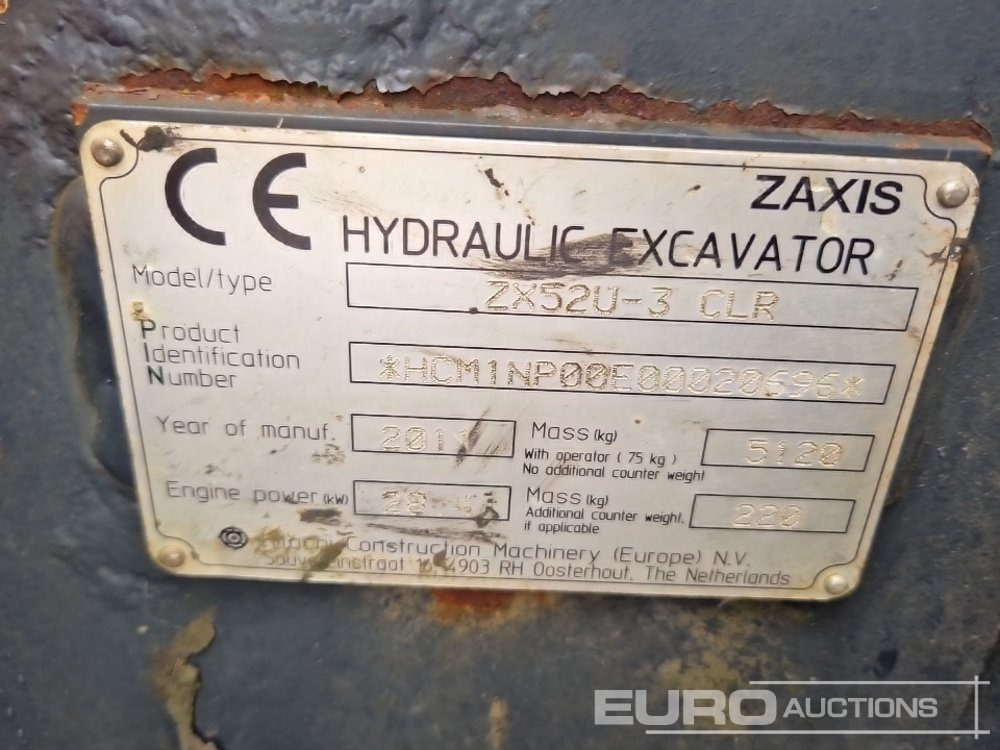 CE
ZAXIS
HYDRAULIC EXCAVATOR
Model/type ZX52U-3 CLR
Product Identification Number *HCM1NP00E00020696*
Year of manuf. 2011
Mass (kg) With operator (75 kg) No additional counter weight 5120
Engine power (kW)
Mass (kg) Additional counter weight, if applicable 220
Hitachi Construction Machinery (Europe) N.V.
4903 RH Oosterhout, The Netherlands
EURO AUCTIONS